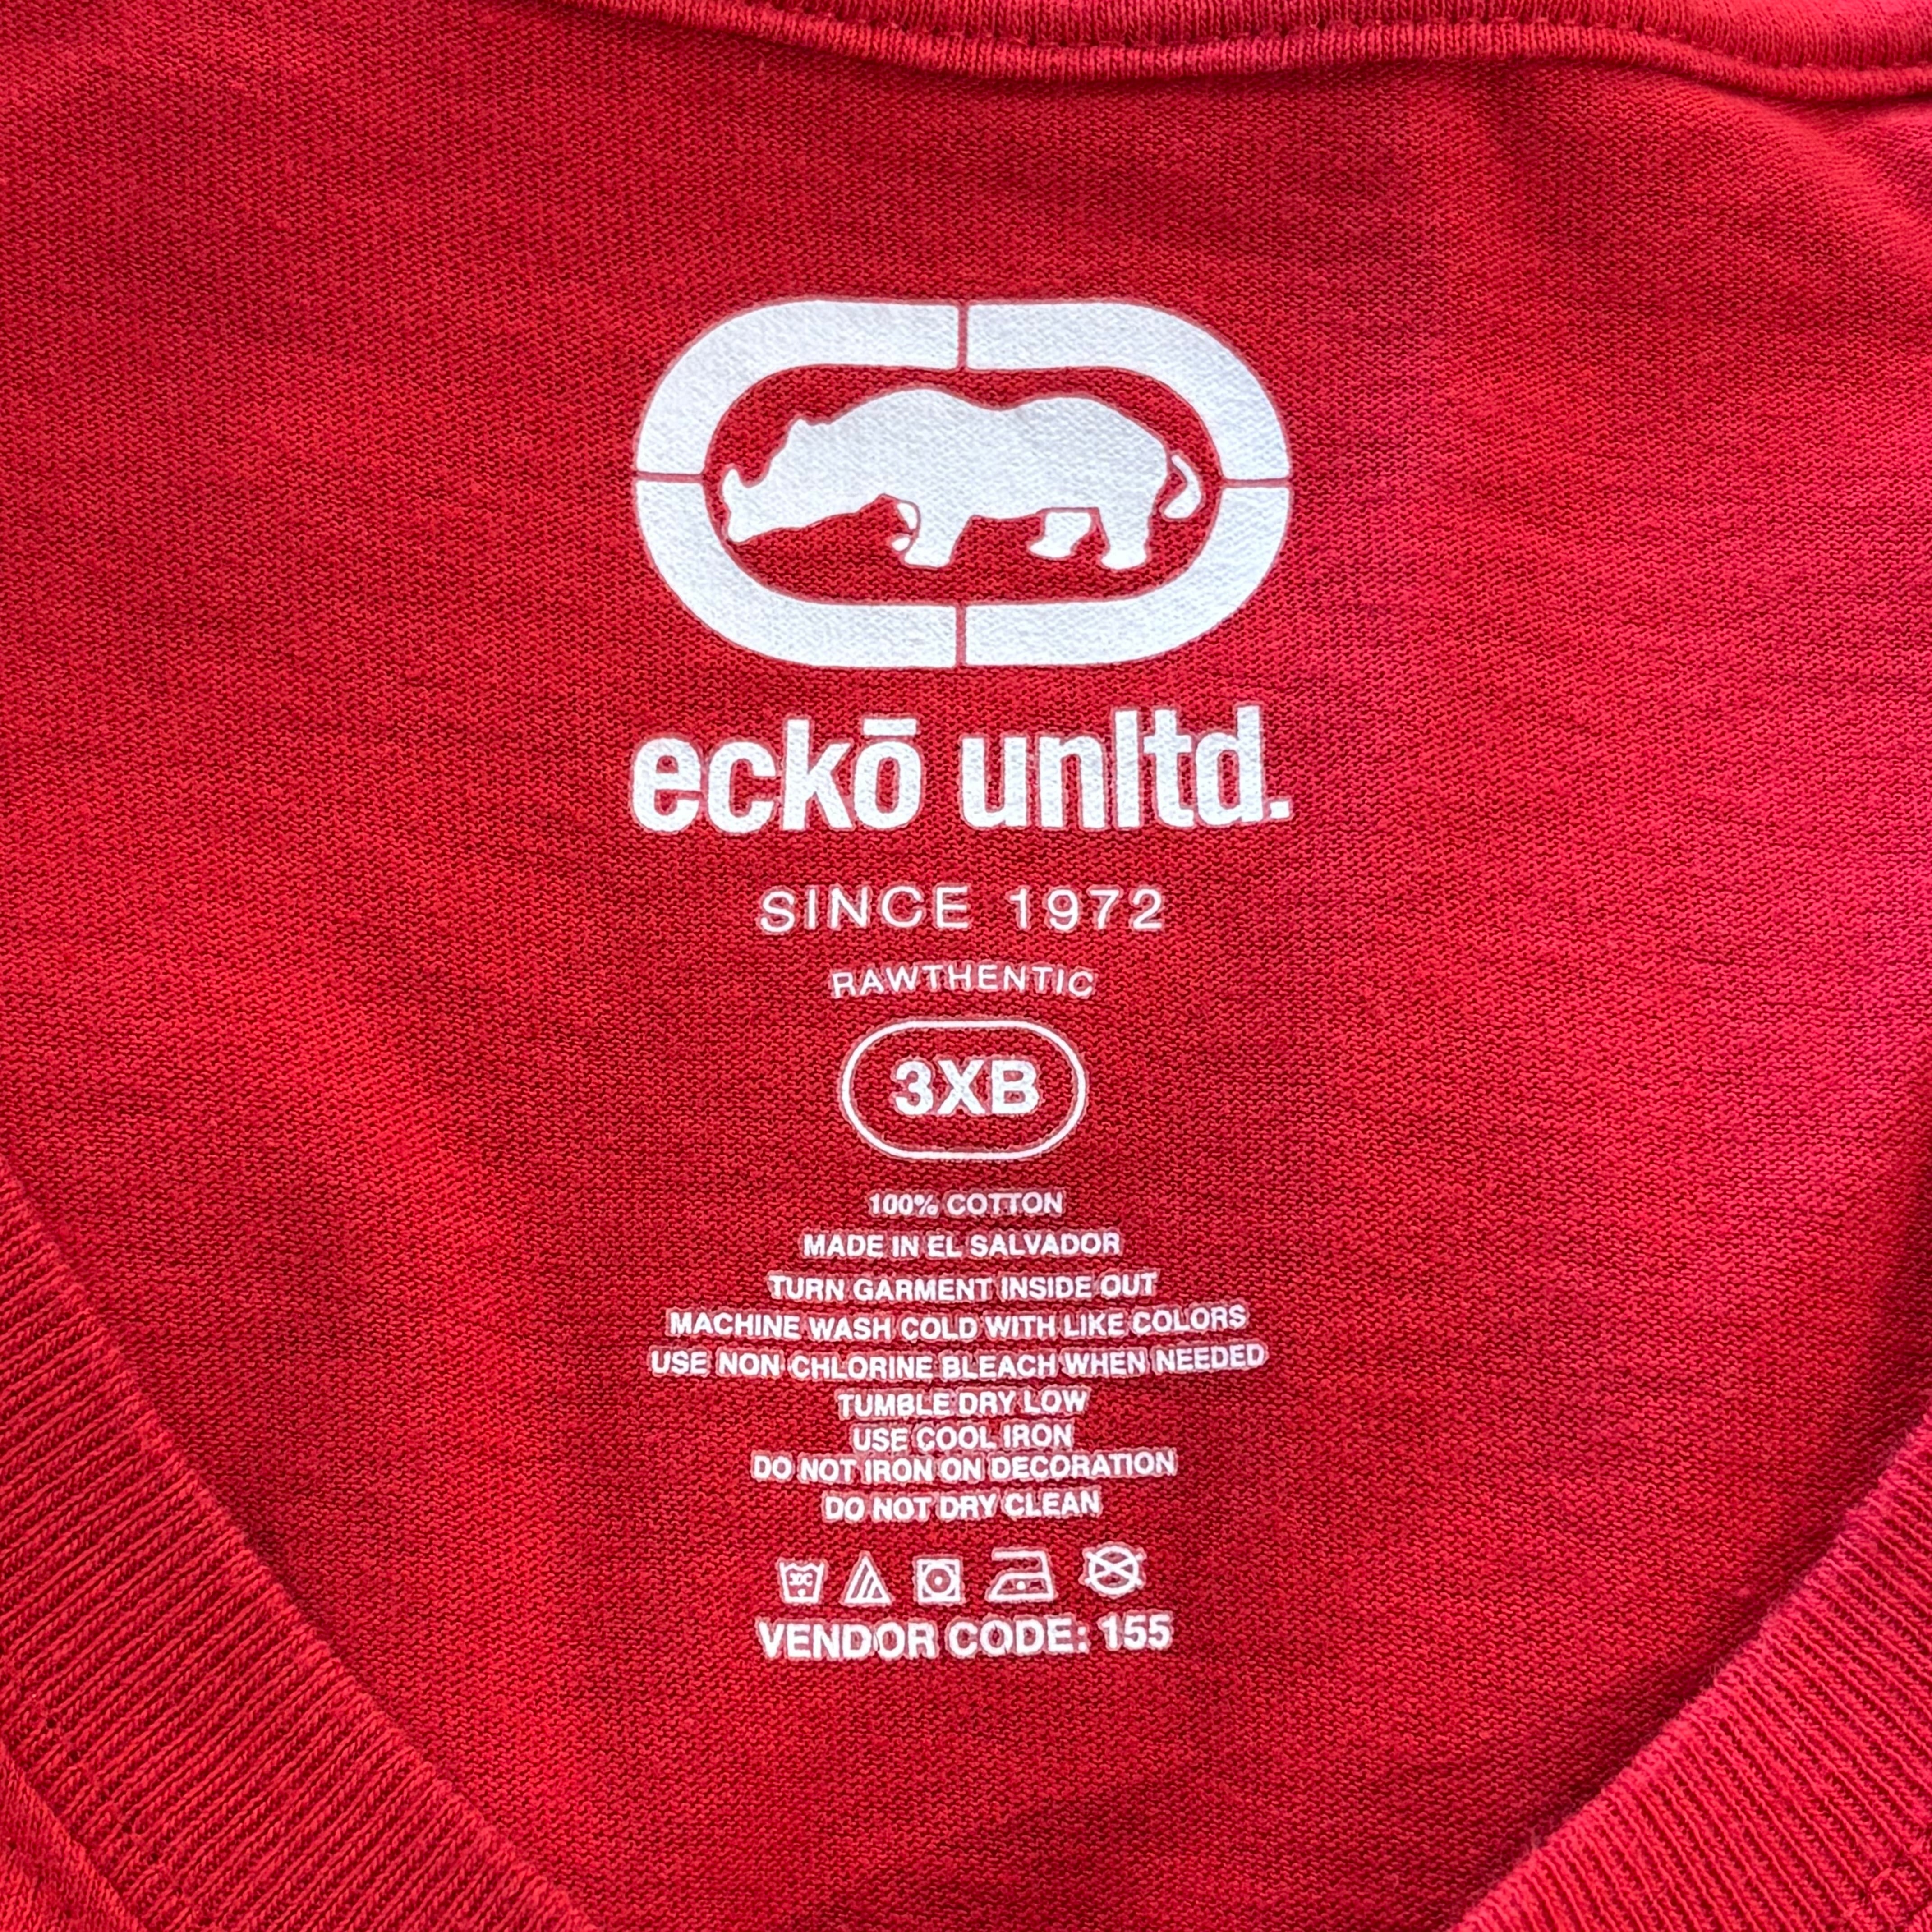 eckō unltd.
SINCE 1972
RAWTHENTIC
3XB
100% COTTON
MADE IN EL SALVADOR
TURN GARMENT INSIDE OUT
MACHINE WASH COLD WITH LIKE COLORS
USE NON CHLORINE BLEACH WHEN NEEDED
TUMBLE DRY LOW
USE COOL IRON
DO NOT IRON ON DECORATION
DO NOT DRY CLEAN
VENDOR CODE: 155